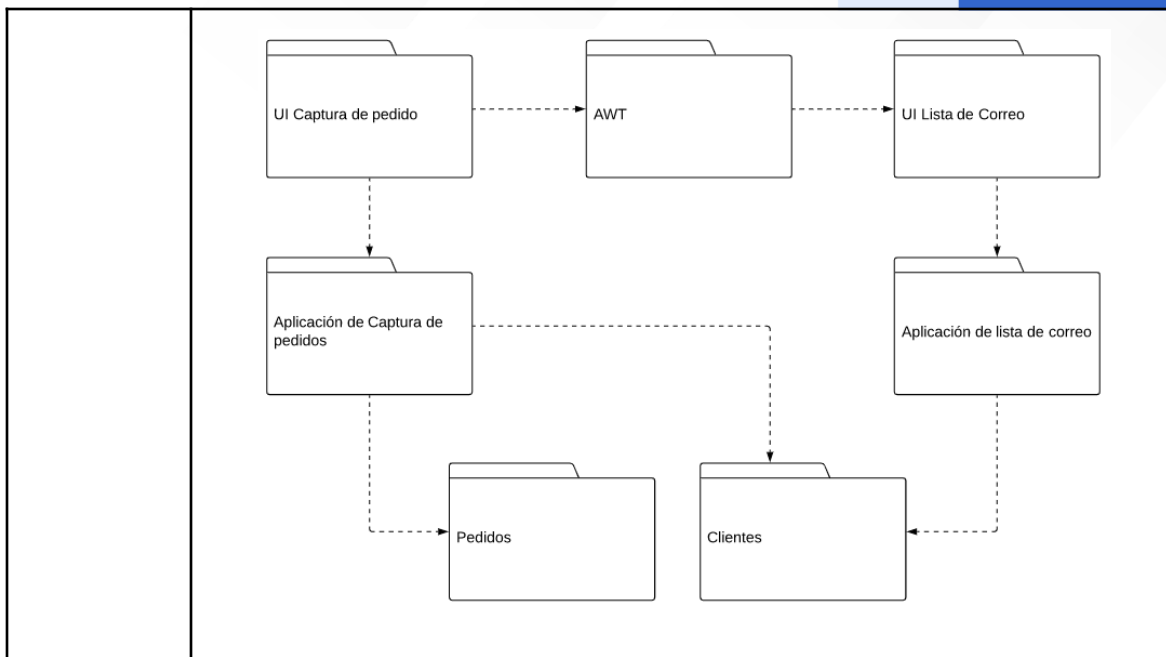 UI Captura de pedido
AWT
UI Lista de Correo
Aplicación de Captura de
pedidos
Aplicación de lista de correo
Pedidos
Clientes